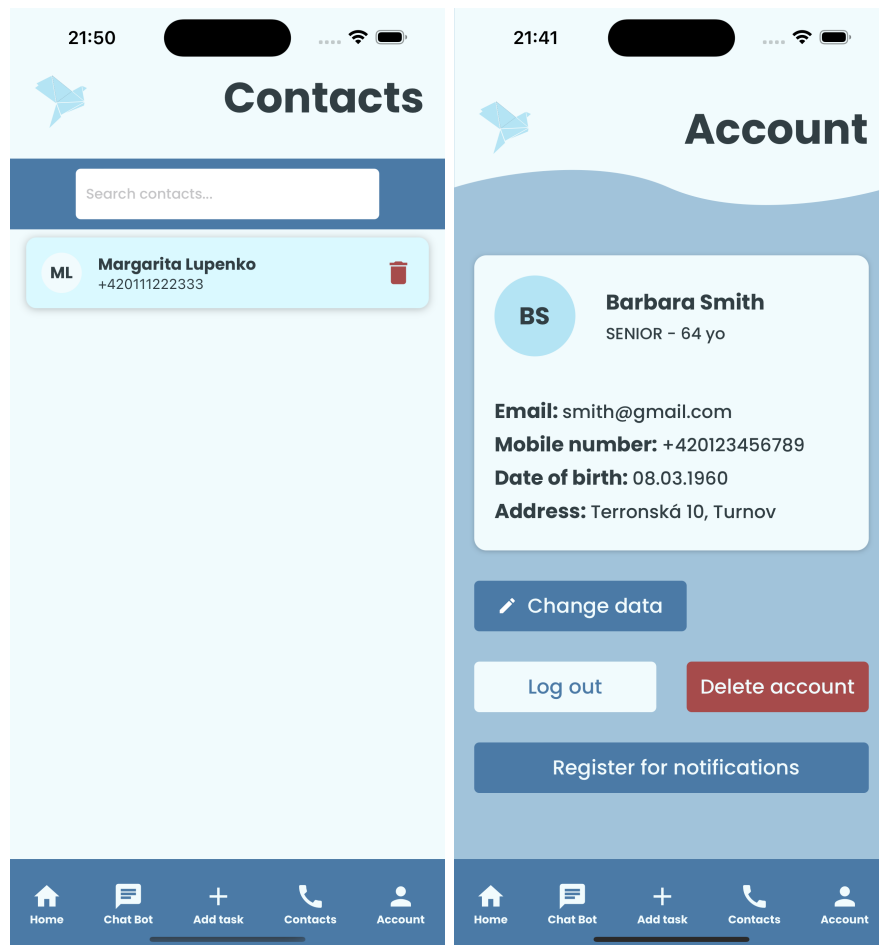 21:50
Contacts
Search contacts...
ML
Margarita Lupenko
+420111222333
Home
Chat Bot
Add task
Contacts
Account
21:41
Account
BS
Barbara Smith
SENIOR - 64 yo
Email: smith@gmail.com
Mobile number: +420123456789
Date of birth: 08.03.1960
Address: Terronská 10, Turnov
Change data
Log out
Delete account
Register for notifications
Home
Chat Bot
Add task
Contacts
Account